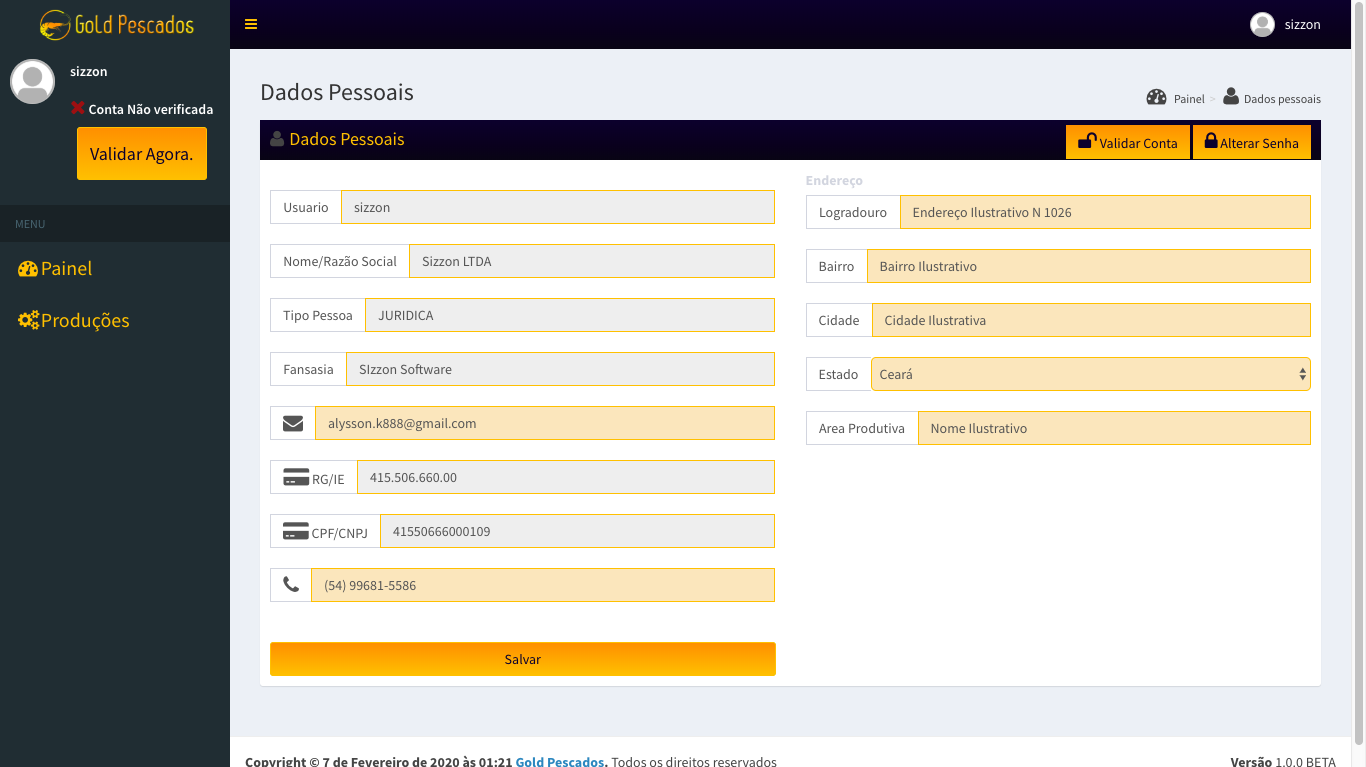 Gold Pescados
sizzon
Conta Não verificada
Validar Agora.
MENU
Painel
Produções
sizzon
Dados Pessoais
Painel > Dados pessoais
Dados Pessoais
Validar Conta
Alterar Senha
Usuario sizzon
Nome/Razão Social Sizzon LTDA
Tipo Pessoa JURIDICA
Fansasia SIzzon Software
alysson.k888@gmail.com
RG/IE 415.506.660.00
CPF/CNPJ 41550666000109
(54) 99681-5586
Salvar
Endereço
Logradouro Endereço Ilustrativo N 1026
Bairro Bairro Ilustrativo
Cidade Cidade Ilustrativa
Estado Ceará
Area Produtiva Nome Ilustrativo
Copyright © 7 de Fevereiro de 2020 às 01:21 Gold Pescados. Todos os direitos reservados
Versão 1.0.0 BETA